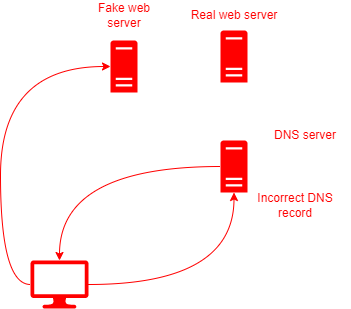 Fake web
server
Real web server
DNS server
Incorrect DNS
record